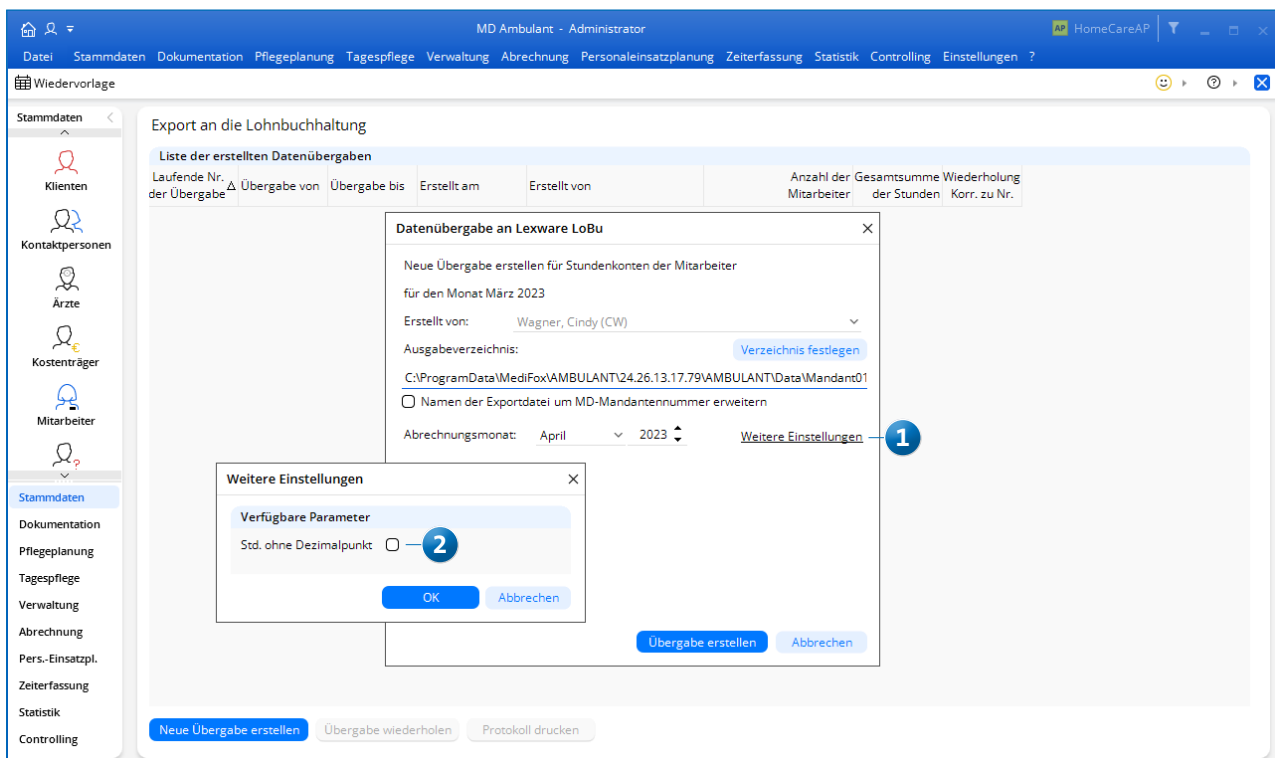 MD Ambulant - Administrator
AP HomeCareAP
Datei Stammdaten Dokumentation Pflegeplanung Tagespflege Verwaltung Abrechnung Personaleinsatzplanung Zeiterfassung Statistik Controlling Einstellungen ?
Wiedervorlage
Stammdaten
Klienten
Kontaktpersonen
Ärzte
Kostenträger
Mitarbeiter
Stammdaten
Dokumentation
Pflegeplanung
Tagespflege
Verwaltung
Abrechnung
Pers.-Einsatzpl.
Zeiterfassung
Statistik
Controlling
Export an die Lohnbuchhaltung
Liste der erstellten Datenübergaben
Laufende Nr. der Übergabe
Übergabe von
Übergabe bis
Erstellt am
Erstellt von
Anzahl der Mitarbeiter
Gesamtsumme der Stunden
Wiederholung Korr. zu Nr.
Datenübergabe an Lexware LoBu
Neue Übergabe erstellen für Stundenkonten der Mitarbeiter
für den Monat März 2023
Erstellt von: Wagner, Cindy (CW)
Ausgabeverzeichnis: Verzeichnis festlegen
C:\ProgramData\MediFox\AMBULANT\24.26.13.17.79\AMBULANT\Data\Mandant01
Namen der Exportdatei um MD-Mandantennummer erweitern
Abrechnungsmonat: April 2023 Weitere Einstellungen 1
Weitere Einstellungen
Verfügbare Parameter
Std. ohne Dezimalpunkt 2
OK Abbrechen
Übergabe erstellen Abbrechen
Neue Übergabe erstellen Übergabe wiederholen Protokoll drucken